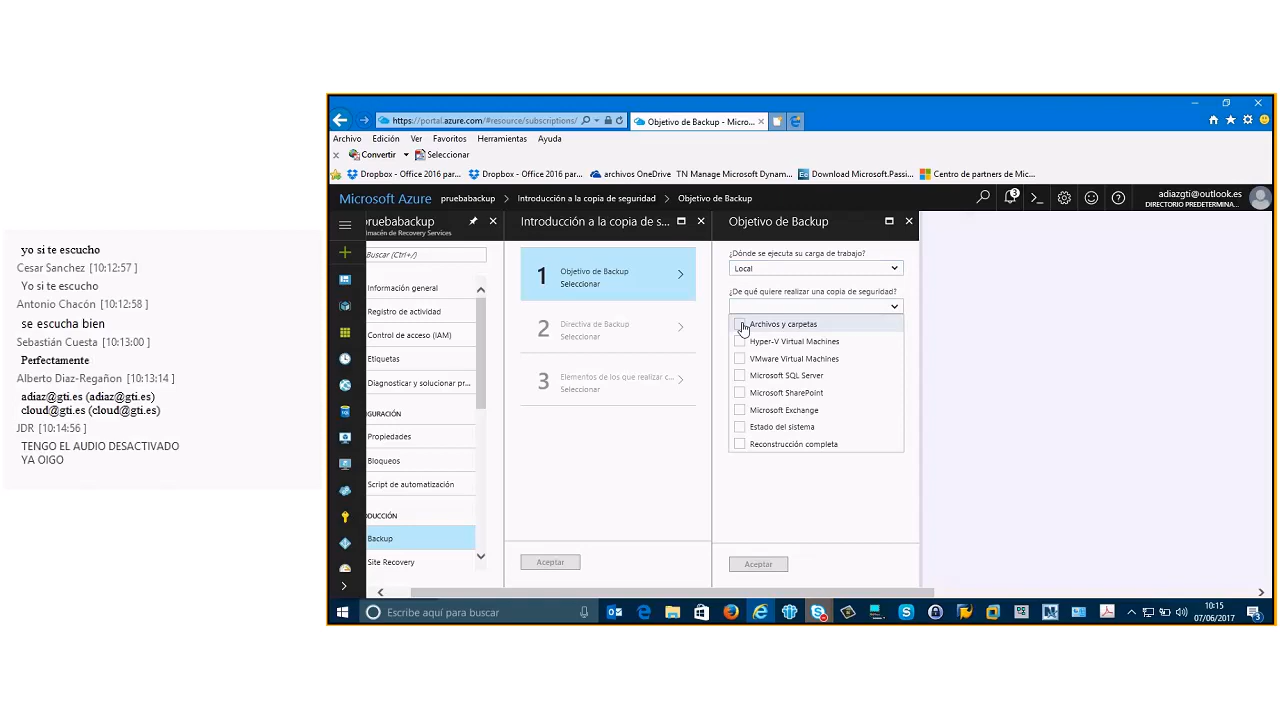 yo si te escucho
Cesar Sanchez [10:12:57]
Yo si te escucho
Antonio Chacón [10:12:58]
se escucha bien
Sebastián Cuesta [10:13:00]
Perfectamente
Alberto Diaz-Regañon [10:13:14]
adiaz@gti.es (adiaz@gti.es)
cloud@gti.es (cloud@gti.es)
JDR [10:14:56]
TENGO EL AUDIO DESACTIVADO
YA OIGO
https://portal.azure.com/#resource/subscriptions/
Objetivo de Backup - Micro...
Archivo Edición Ver Favoritos Herramientas Ayuda
Convertir Seleccionar
Dropbox - Office 2016 par... Dropbox - Office 2016 par... archivos OneDrive TN Manage Microsoft Dynam... Download Microsoft.Passi... Centro de partners de Mic...
Microsoft Azure pruebabackup Introducción a la copia de seguridad Objetivo de Backup
3
adiazgti@outlook.es
DIRECTORIO PREDETERMINA...
pruebabackup
lmacén de Recovery Services
Buscar (Ctrl+/)
Información general
Registro de actividad
Control de acceso (IAM)
Etiquetas
Diagnosticar y solucionar pr...
IGURACIÓN
Propiedades
Bloqueos
Script de automatización
ODUCCIÓN
Backup
Site Recovery
Introducción a la copia de s...
1 Objetivo de Backup
Seleccionar
2 Directiva de Backup
Seleccionar
3 Elementos de los que realizar c...
Seleccionar
Aceptar
Objetivo de Backup
¿Dónde se ejecuta su carga de trabajo?
Local
¿De qué quiere realizar una copia de seguridad?
Archivos y carpetas
Hyper-V Virtual Machines
VMware Virtual Machines
Microsoft SQL Server
Microsoft SharePoint
Microsoft Exchange
Estado del sistema
Reconstrucción completa
Aceptar
Escribe aquí para buscar
10:15
07/06/2017
3